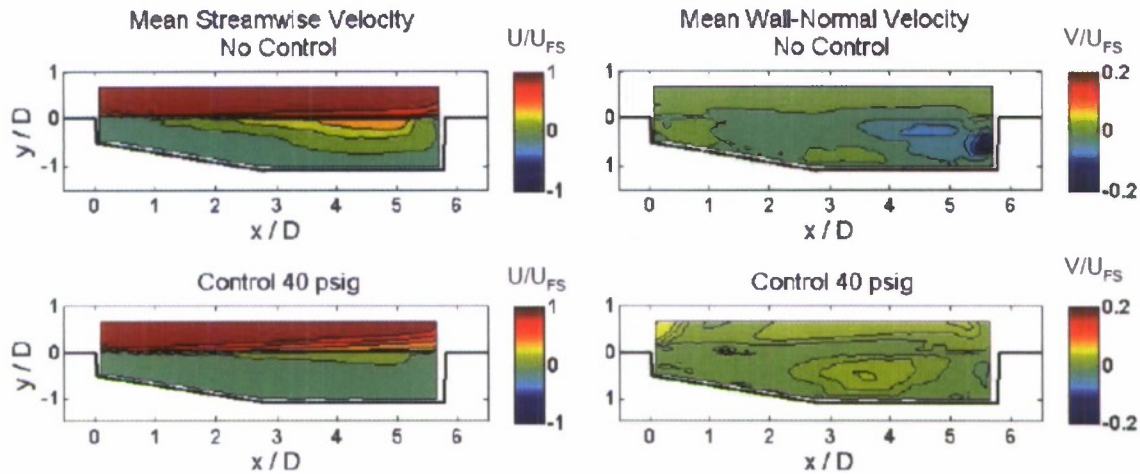 Mean Streamwise Velocity
No Control
U/U_FS
Mean Wall-Normal Velocity
No Control
V/U_FS
1
0
-1
y / D
0 1 2 3 4 5 6
x / D
1
0
-1
1
0
1
0 1 2 3 4 5 6
x / D
0.2
0
-0.2
Control 40 psig
U/U_FS
Control 40 psig
V/U_FS
1
0
-1
y / D
0 1 2 3 4 5 6
x / D
1
0
-1
1
0
1
0 1 2 3 4 5 6
x / D
0.2
0
-0.2